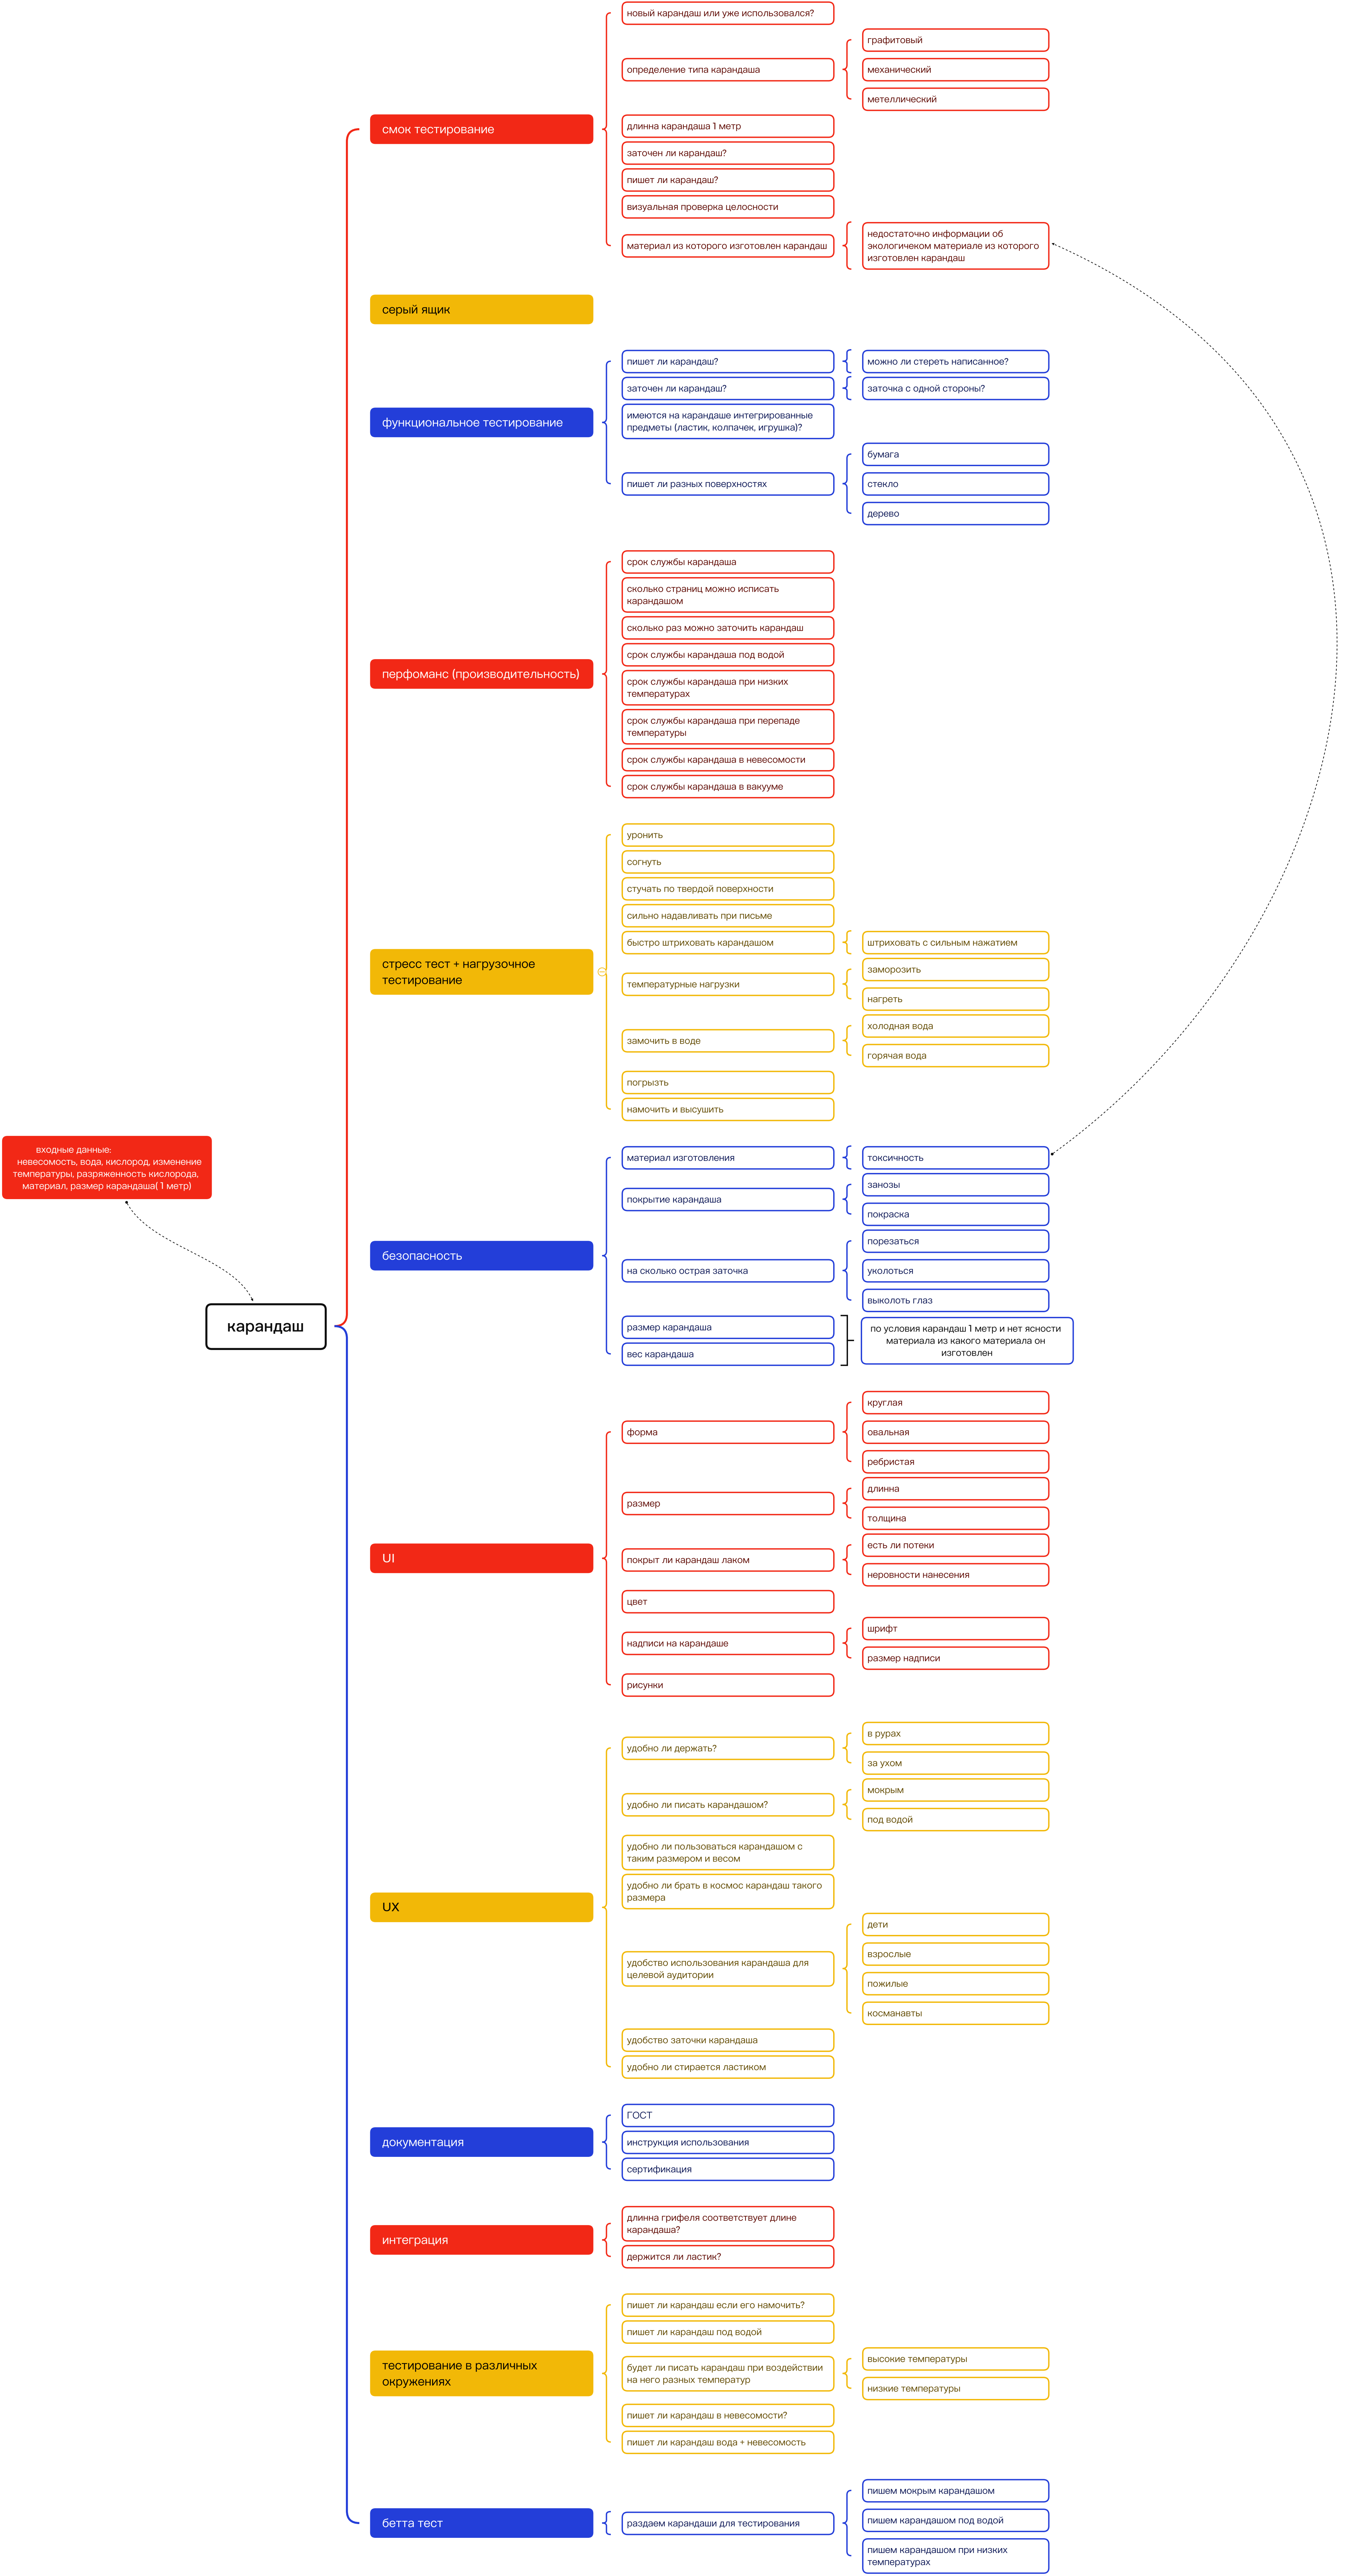 новый карандаш или уже использовался?
определение типа карандаша
графитовый
механический
метеллический
смок тестирование
длинна карандаша 1 метр
заточен ли карандаш?
пишет ли карандаш?
визуальная проверка целосности
материал из которого изготовлен карандаш
недостаточно информации об
экологичекom материале из которого
изготовлен карандаш
серый ящик
функциональное тестирование
пишет ли карандаш?
можно ли стереть написанное?
заточен ли карандаш?
заточка с одной стороны?
имеются на карандаше интегрированные
предметы (ластик, колпачек, игрушка)?
пишет ли разных поверхностях
бумага
стекло
дерево
перфоманс (производительность)
срок службы карандаша
сколько страниц можно исписать
карандашом
сколько раз можно заточить карандаш
срок службы карандаша под водой
срок службы карандаша при низких
температурах
срок службы карандаша при перепаде
температуры
срок службы карандаша в невесомости
срок службы карандаша в вакууме
стресс тест + нагрузочное
тестирование
уронить
согнуть
стучать по твердой поверхности
сильно надавливать при письме
быстро штриховать карандашом
штриховать с сильным нажатием
температурные нагрузки
заморозить
нагреть
замочить в воде
холодная вода
горячая вода
погрызть
намочить и высушить
входные данные:
невесомость, вода, кислород, изменение
температуры, разряженность кислорода,
материал, размер карандаша( 1 метр)
карандаш
безопасность
материал изготовления
токсичность
покрытие карандаша
занозы
покраска
на сколько острая заточка
порезаться
уколоться
выколоть глаз
размер карандаша
вес карандаша
по условия карандаш 1 метр и нет ясности
материала из какого материала он
изготовлен
UI
форма
круглая
овальная
ребристая
размер
длинна
толщина
покрыт ли карандаш лаком
есть ли потеки
неровности нанесения
цвет
надписи на карандаше
шрифт
размер надписи
рисунки
UX
удобно ли держать?
в рурах
за ухом
удобно ли писать карандашом?
мокрым
под водой
удобно ли пользоваться карандашом с
таким размером и весом
удобно ли брать в космос карандаш такого
размера
удобство использования карандаша для
целевой аудитории
дети
взрослые
пожилые
косманавты
удобство заточки карандаша
удобно ли стирается ластиком
документация
ГОСТ
инструкция использования
сертификация
интеграция
длинна грифеля соответствует длине
карандаша?
держится ли ластик?
тестирование в различных
окружениях
пишет ли карандаш если его намочить?
пишет ли карандаш под водой
будет ли писать карандаш при воздействии
на него разных температур
высокие температуры
низкие температуры
пишет ли карандаш в невесомости?
пишет ли карандаш вода + невесомость
бетта тест
раздаем карандаши для тестирования
пишем мокрым карандашом
пишем карандашом под водой
пишем карандашом при низких
температурах